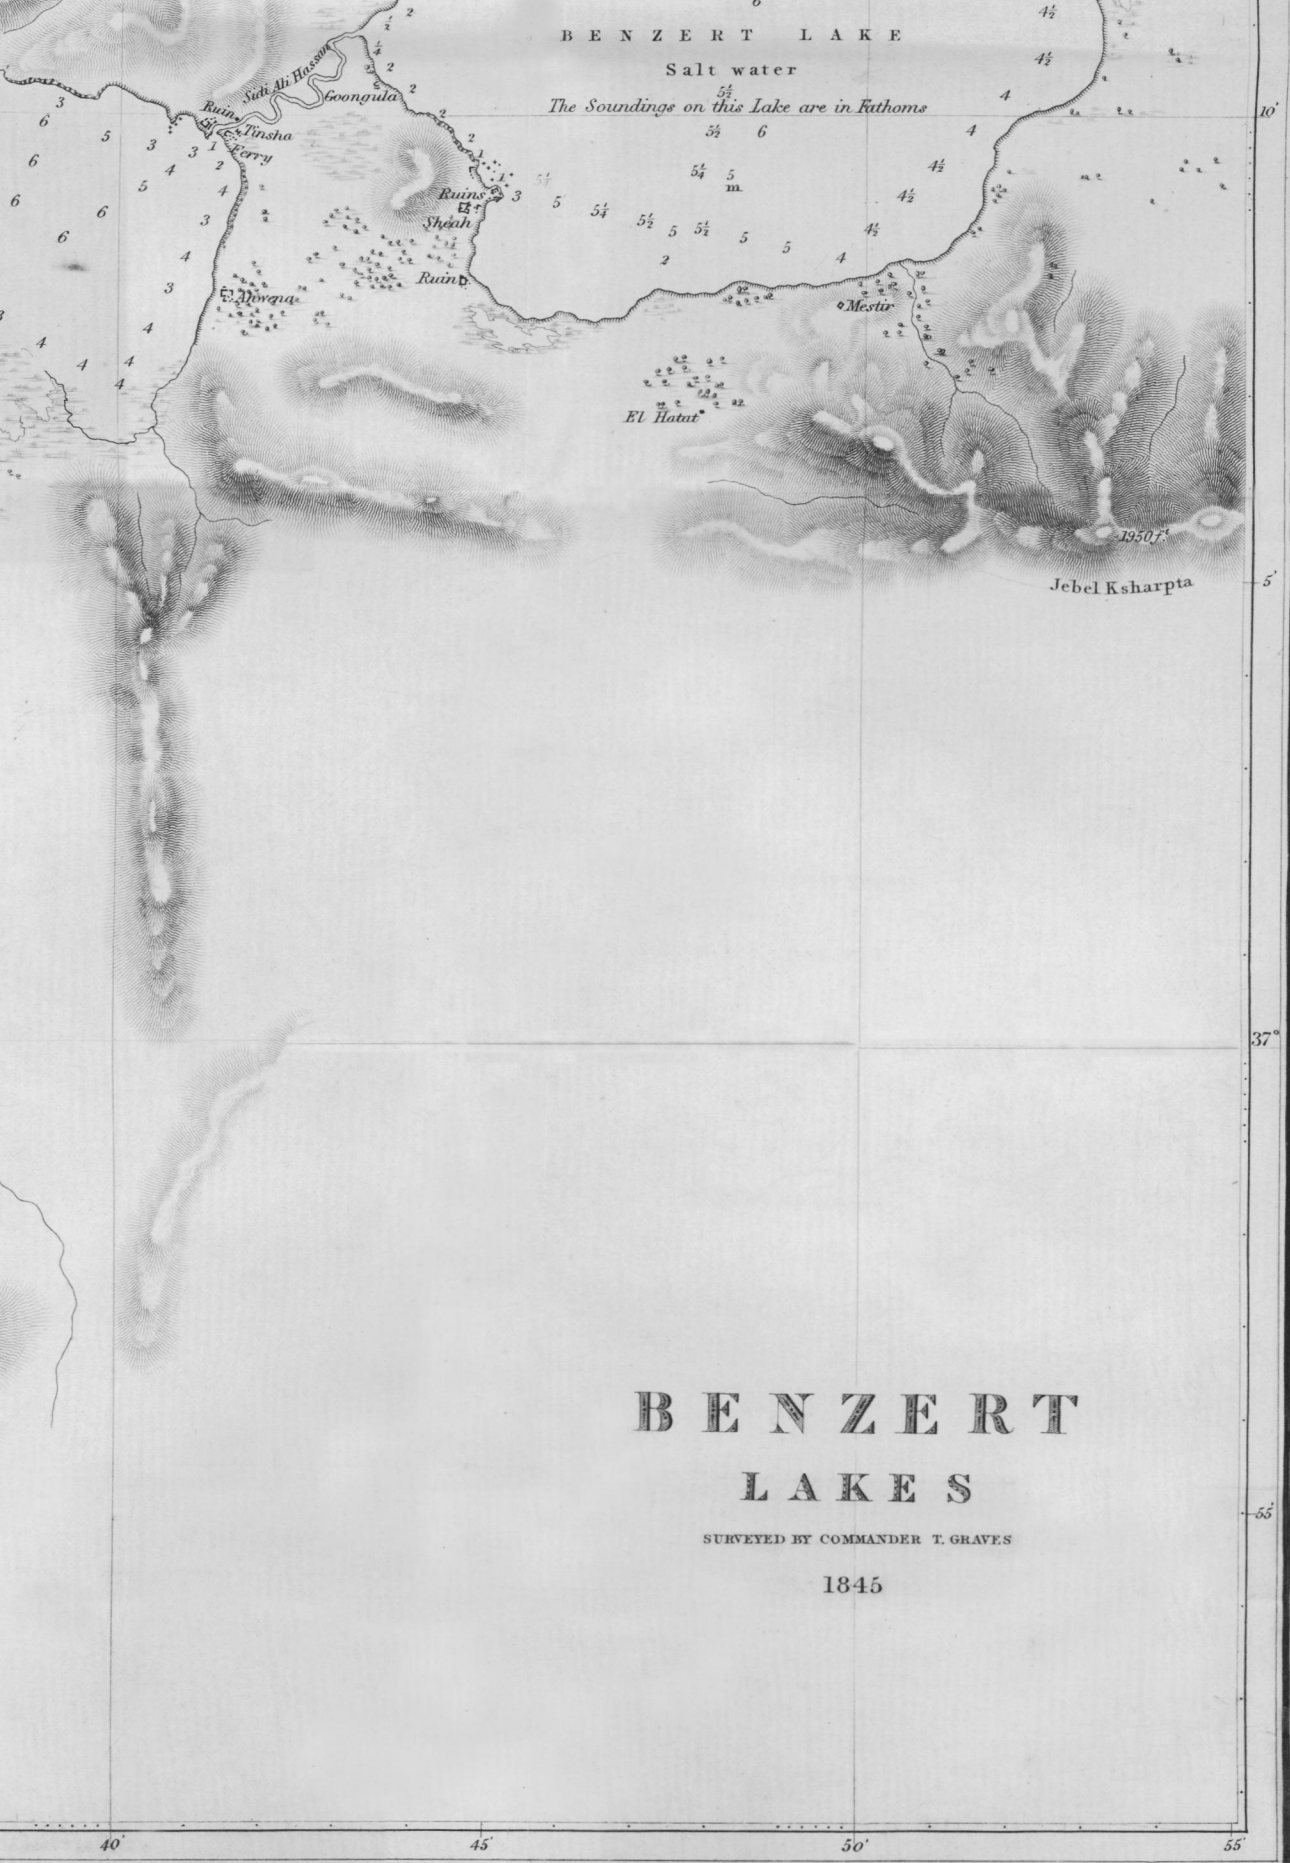 BENZERT LAKE
Salt water
The Soundings on this Lake are in Fathoms
10'
Sidi Ali Hassan
Goongula
Ruin
Tinsha
Ferry
Ruins
Sheah
Ruin
Ahwena
Mestir
El Hatat
1950 f.t
Jebel Ksharpta
5'
37°
BENZERT
LAKES
SURVEYED BY COMMANDER T. GRAVES
1845
55'
40'
45'
50'
55'